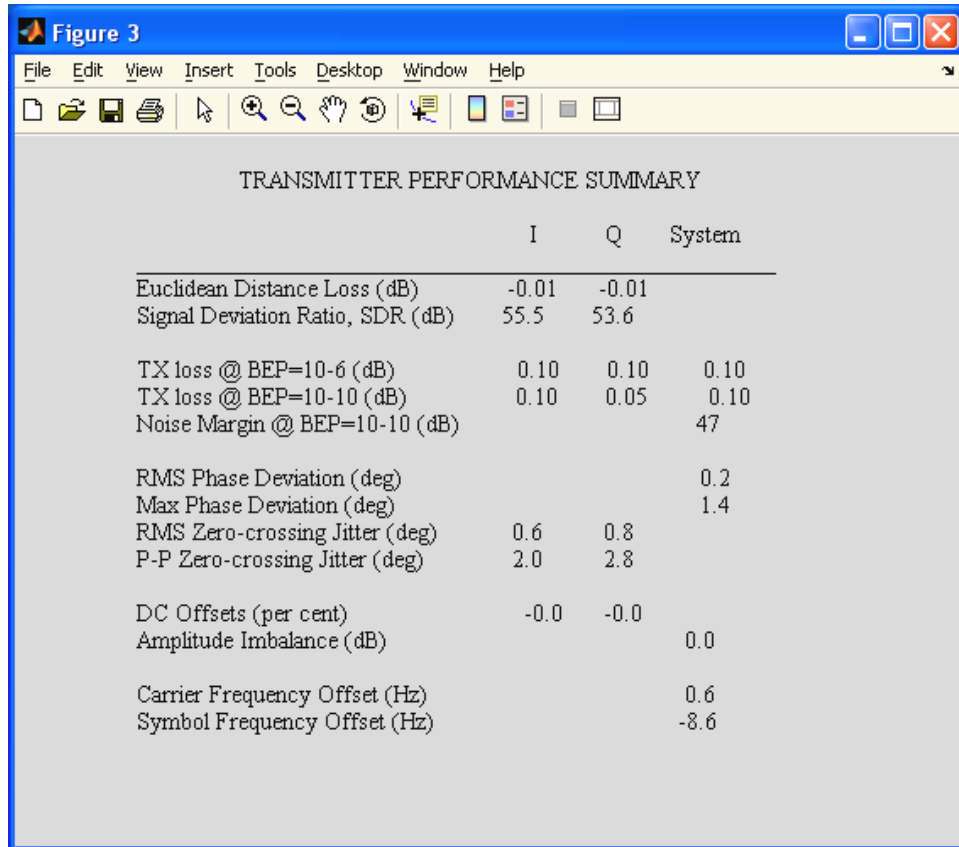 Figure 3
File Edit View Insert Tools Desktop Window Help
TRANSMITTER PERFORMANCE SUMMARY
I Q System
Euclidean Distance Loss (dB) -0.01 -0.01
Signal Deviation Ratio, SDR (dB) 55.5 53.6
TX loss @ BEP=10-6 (dB) 0.10 0.10 0.10
TX loss @ BEP=10-10 (dB) 0.10 0.05 0.10
Noise Margin @ BEP=10-10 (dB) 47
RMS Phase Deviation (deg) 0.2
Max Phase Deviation (deg) 1.4
RMS Zero-crossing Jitter (deg) 0.6 0.8
P-P Zero-crossing Jitter (deg) 2.0 2.8
DC Offsets (per cent) -0.0 -0.0
Amplitude Imbalance (dB) 0.0
Carrier Frequency Offset (Hz) 0.6
Symbol Frequency Offset (Hz) -8.6